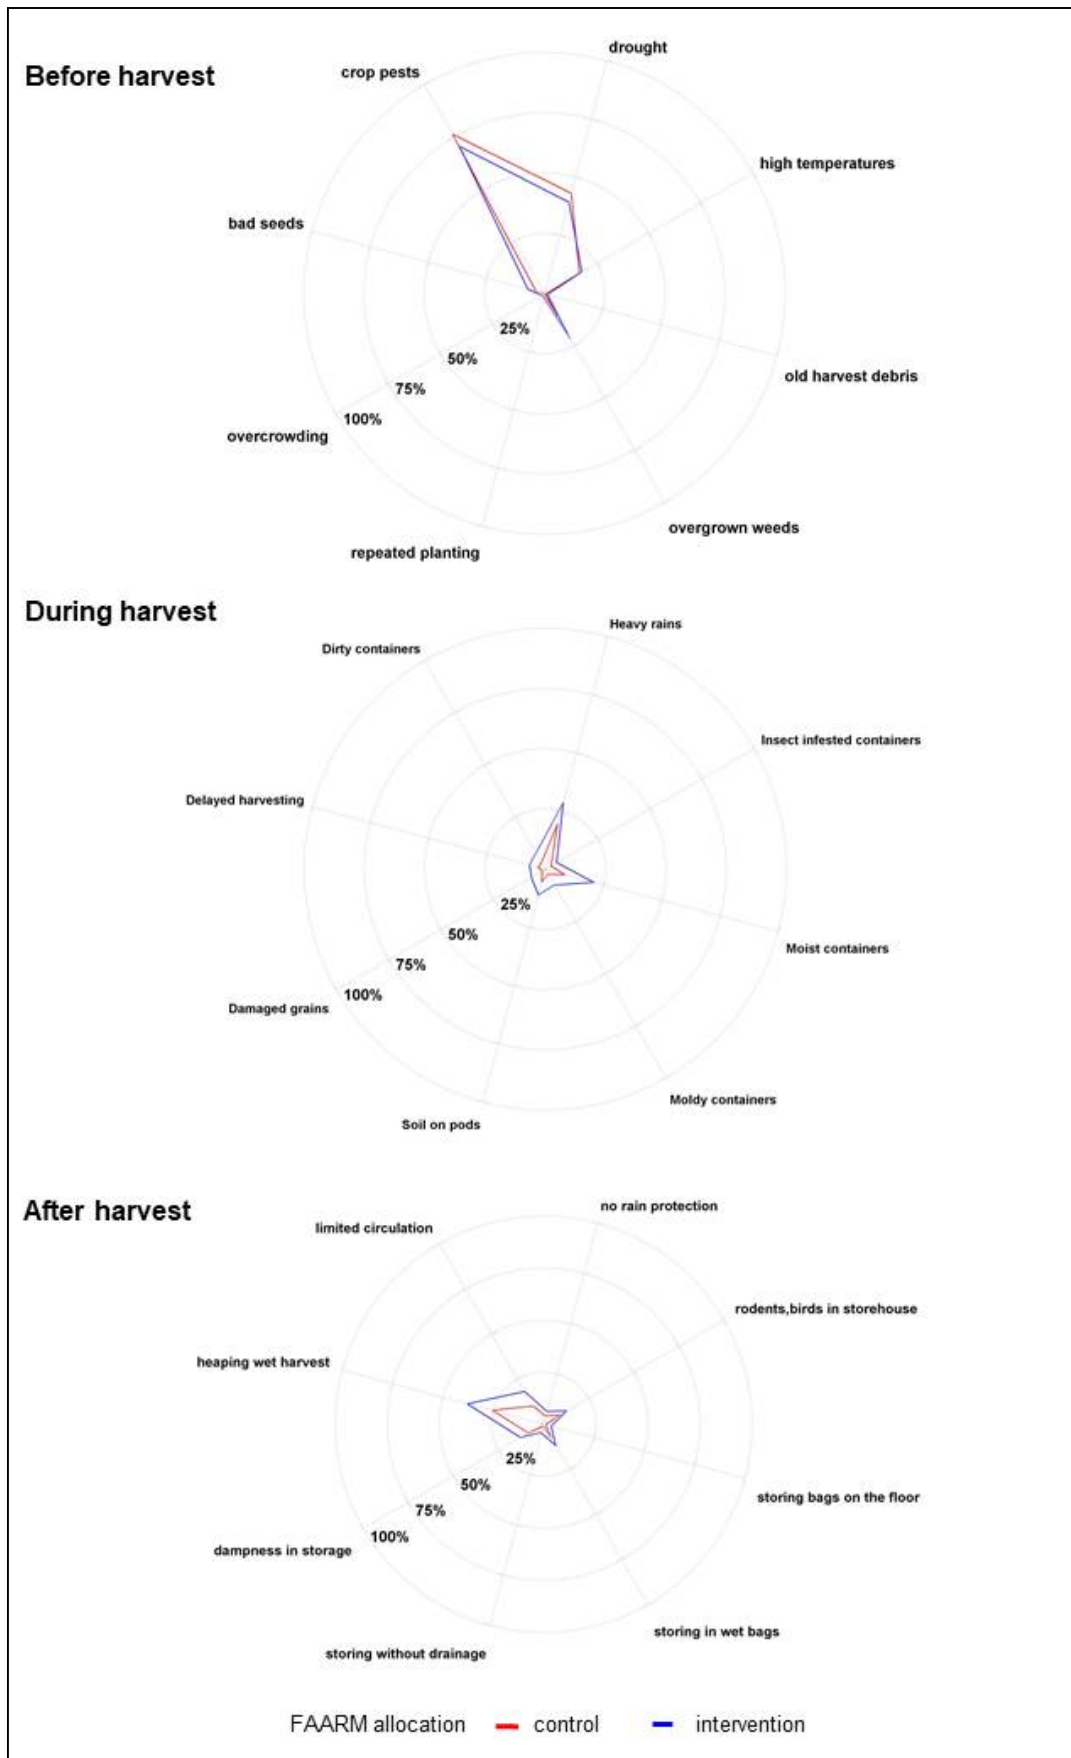 Before harvest
drought
crop pests
high temperatures
bad seeds
25%
50%
75%
100%
old harvest debris
overcrowding
overgrown weeds
repeated planting
During harvest
Heavy rains
Dirty containers
Insect infested containers
Delayed harvesting
25%
50%
75%
100%
Moist containers
Damaged grains
Moldy containers
Soil on pods
After harvest
no rain protection
limited circulation
rodents,birds in storehouse
heaping wet harvest
25%
50%
75%
100%
storing bags on the floor
dampness in storage
storing in wet bags
storing without drainage
FAARM allocation control intervention